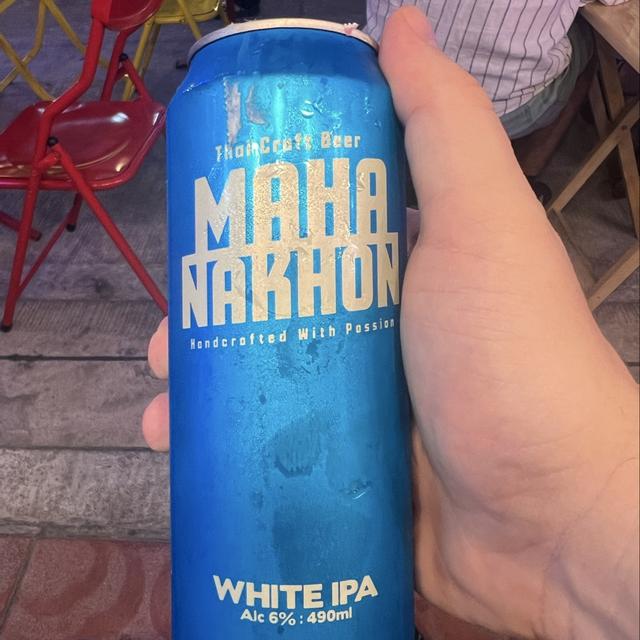 Thai Craft Beer
MAHA
NAKHON
Handcrafted With Passion
WHITE IPA
Alc 6% : 490ml